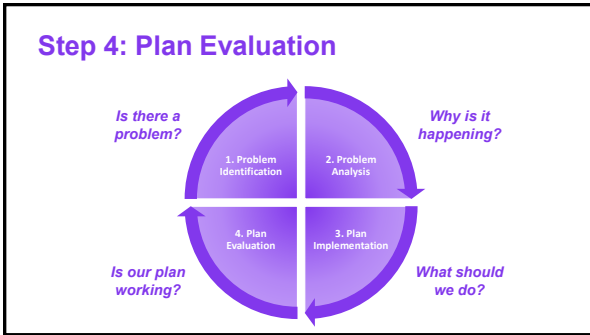 Step 4: Plan Evaluation
Is there a
problem?
Why is it
happening?
1. Problem
Identification
2. Problem
Analysis
4. Plan
Evaluation
3. Plan
Implementation
Is our plan
working?
What should
we do?